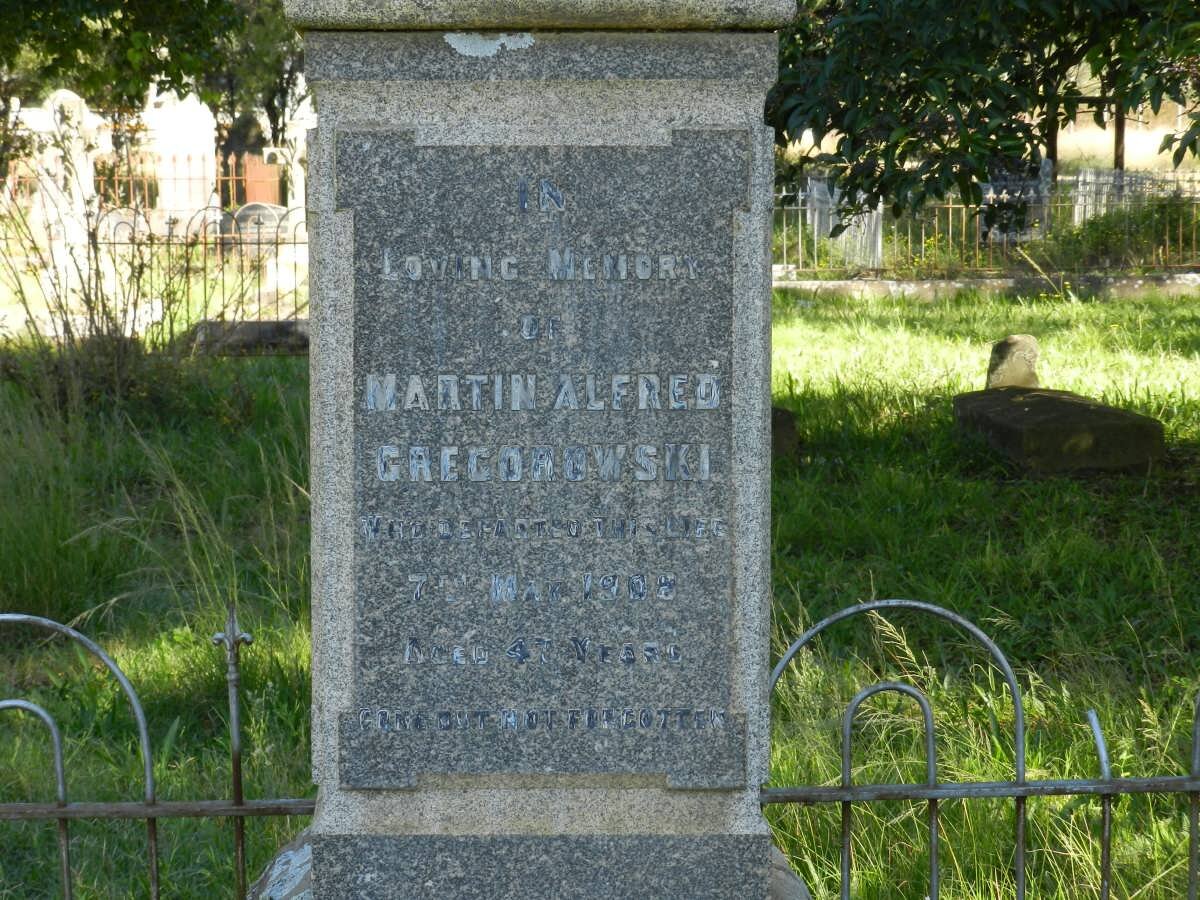 IN
LOVING MEMORY
OF
MARTIN ALFRED
GREGOROWSKI
WHO DEPARTED THIS LIFE
7TH MAY 1908
AGED 47 YEARS
GONE BUT NOT FORGOTTEN